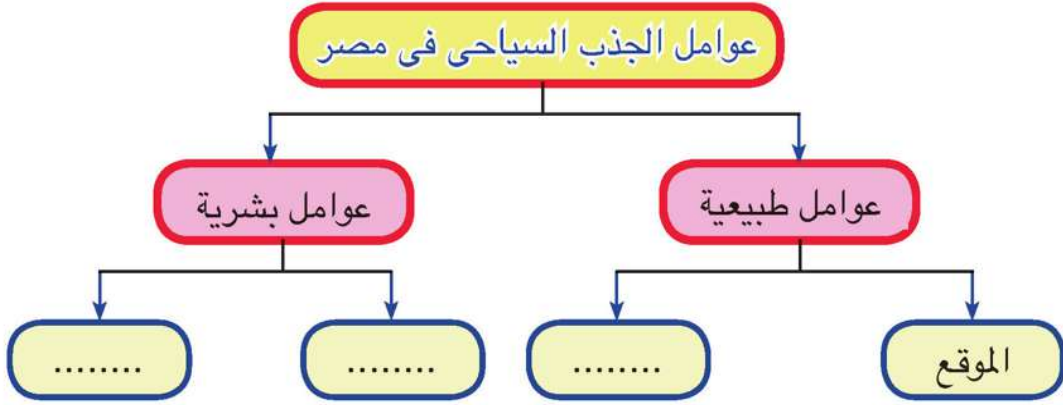 عوامل الجذب السياحى فى مصر
عوامل طبيعية
عوامل بشرية
الموقع
........
........
........